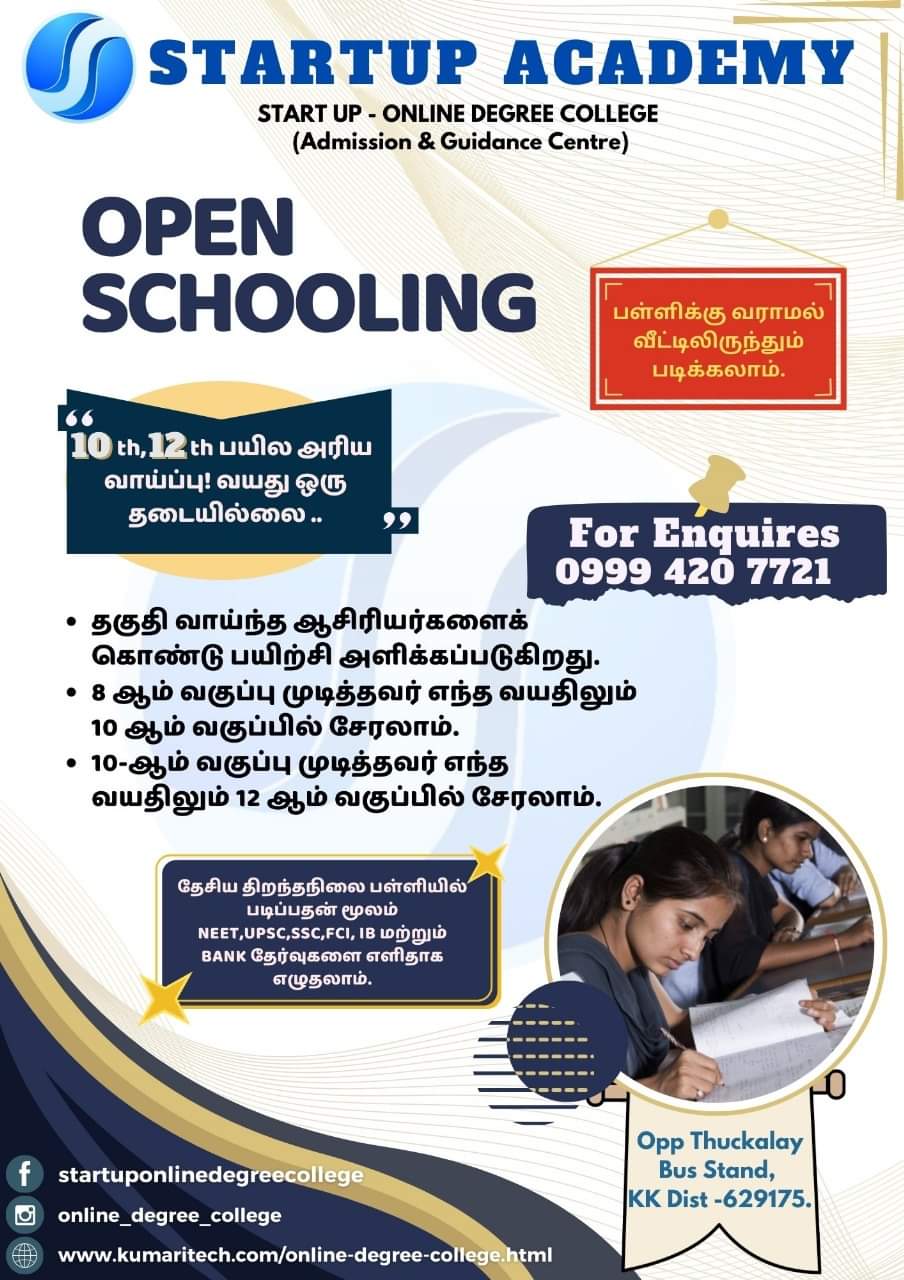 STARTUP ACADEMY
START UP - ONLINE DEGREE COLLEGE
(Admission & Guidance Centre)
OPEN
SCHOOLING
பள்ளிக்கு வராமல்
வீட்டிலிருந்தும்
படிக்கலாம்.
“
10 th,12 th பயில அரிய
வாய்ப்பு! வயது ஒரு
தடையில்லை ..
”
For Enquires
0999 420 7721
• தகுதி வாய்ந்த ஆசிரியர்களைக்
கொண்டு பயிற்சி அளிக்கப்படுகிறது.
• 8 ஆம் வகுப்பு முடித்தவர் எந்த வயதிலும்
10 ஆம் வகுப்பில் சேரலாம்.
• 10-ஆம் வகுப்பு முடித்தவர் எந்த
வயதிலும் 12 ஆம் வகுப்பில் சேரலாம்.
தேசிய திறந்தநிலை பள்ளியில்
படிப்பதன் மூலம்
NEET,UPSC,SSC,FCI, IB மற்றும்
BANK தேர்வுகளை எளிதாக
எழுதலாம்.
Opp Thuckalay
Bus Stand,
KK Dist -629175.
startuponlinedegreecollege
online_degree_college
www.kumaritech.com/online-degree-college.html